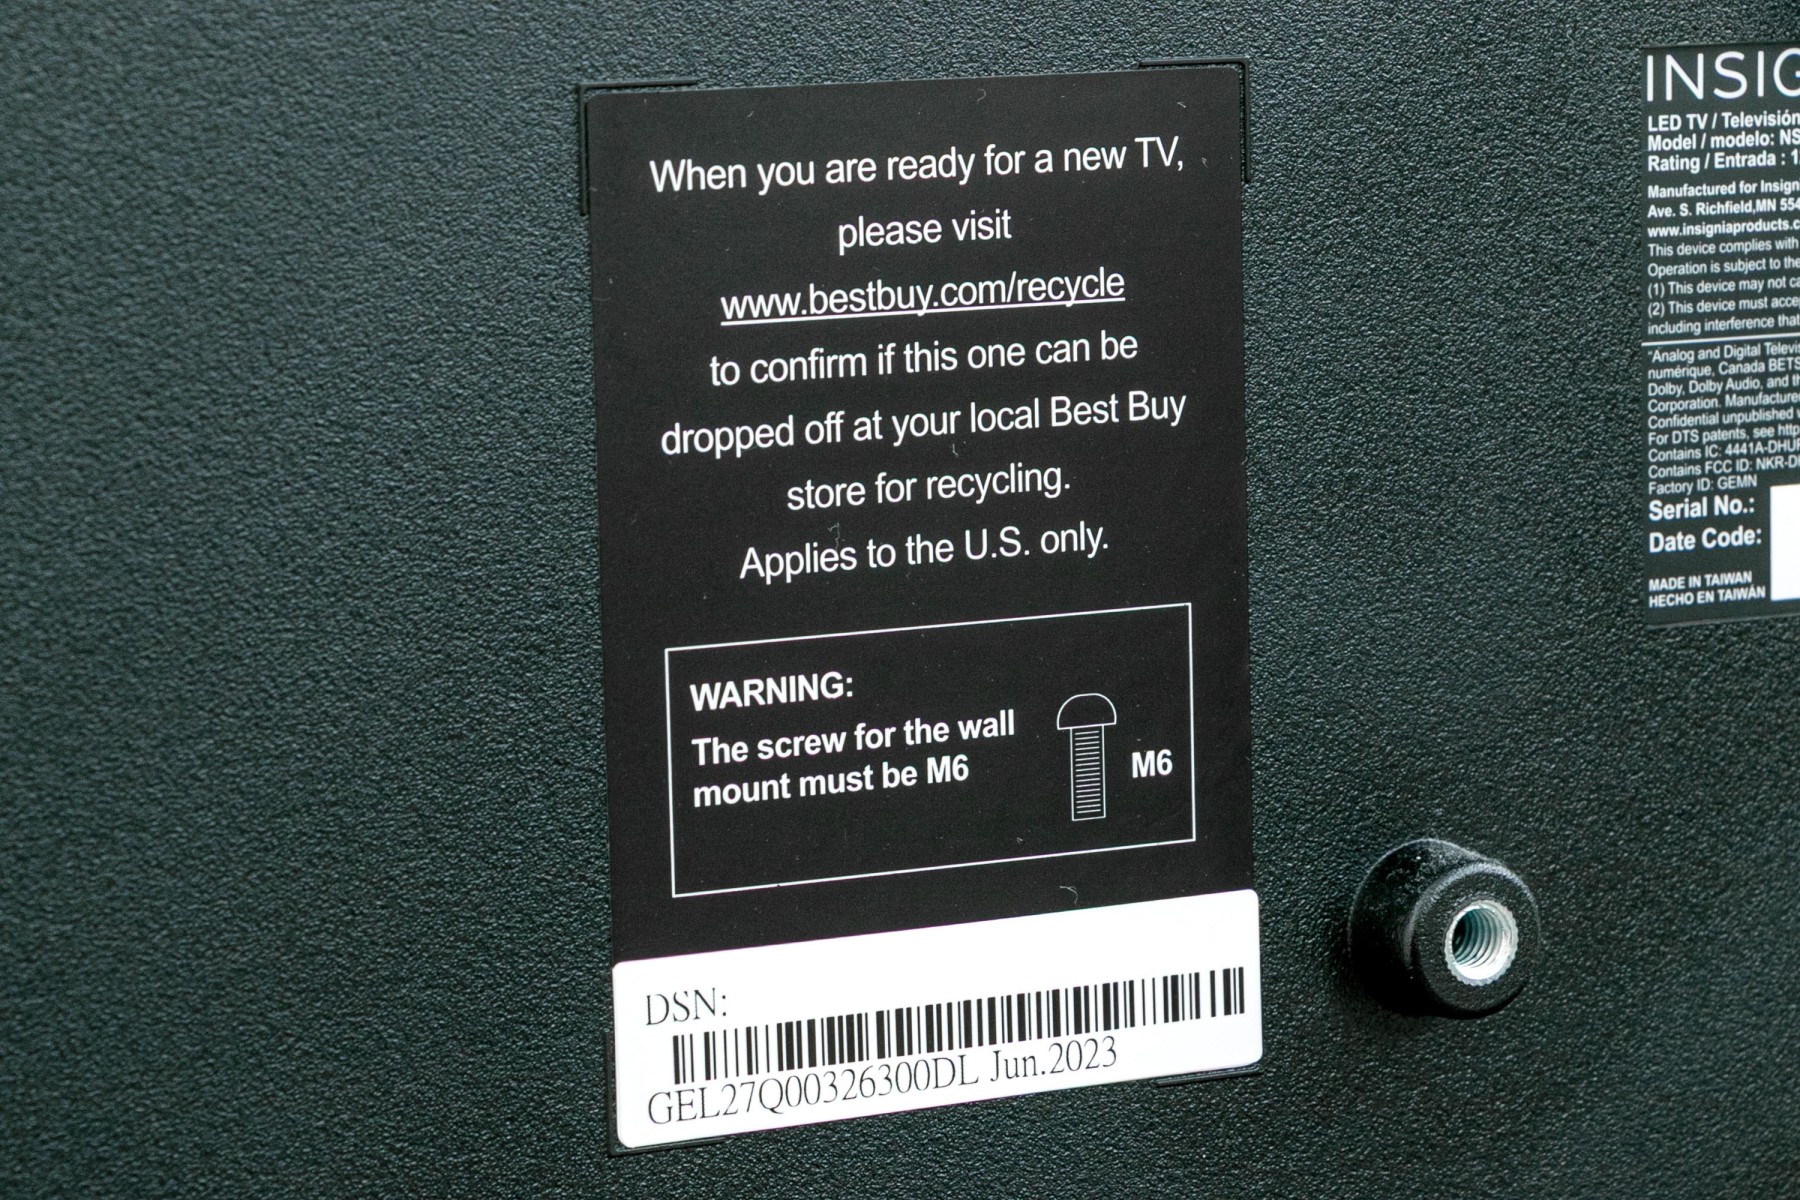 When you are ready for a new TV,
please visit
www.bestbuy.com/recycle
to confirm if this one can be
dropped off at your local Best Buy
store for recycling.
Applies to the U.S. only.
WARNING:
The screw for the wall
mount must be M6
M6
DSN:
GEL27Q00326300DL Jun.2023
INSIG
LED TV / Televisión
Model / modelo: NS
Rating / Entrada : 1
Manufactured for Insign
Ave. S. Richfield,MN 554
www.insigniaproducts.c
This device complies with
Operation is subject to the
(1) This device may not ca
(2) This device must acce
including interference that
"Analog and Digital Televis
numérique, Canada BETS
Dolby, Dolby Audio, and th
Corporation. Manufacture
Confidential unpublished
For DTS patents, see http
Contains IC: 4441A-DHU
Contains FCC ID: NKR-D
Factory ID: GEMN
Serial No.:
Date Code:
MADE IN TAIWAN
HECHO EN TAIWÁN